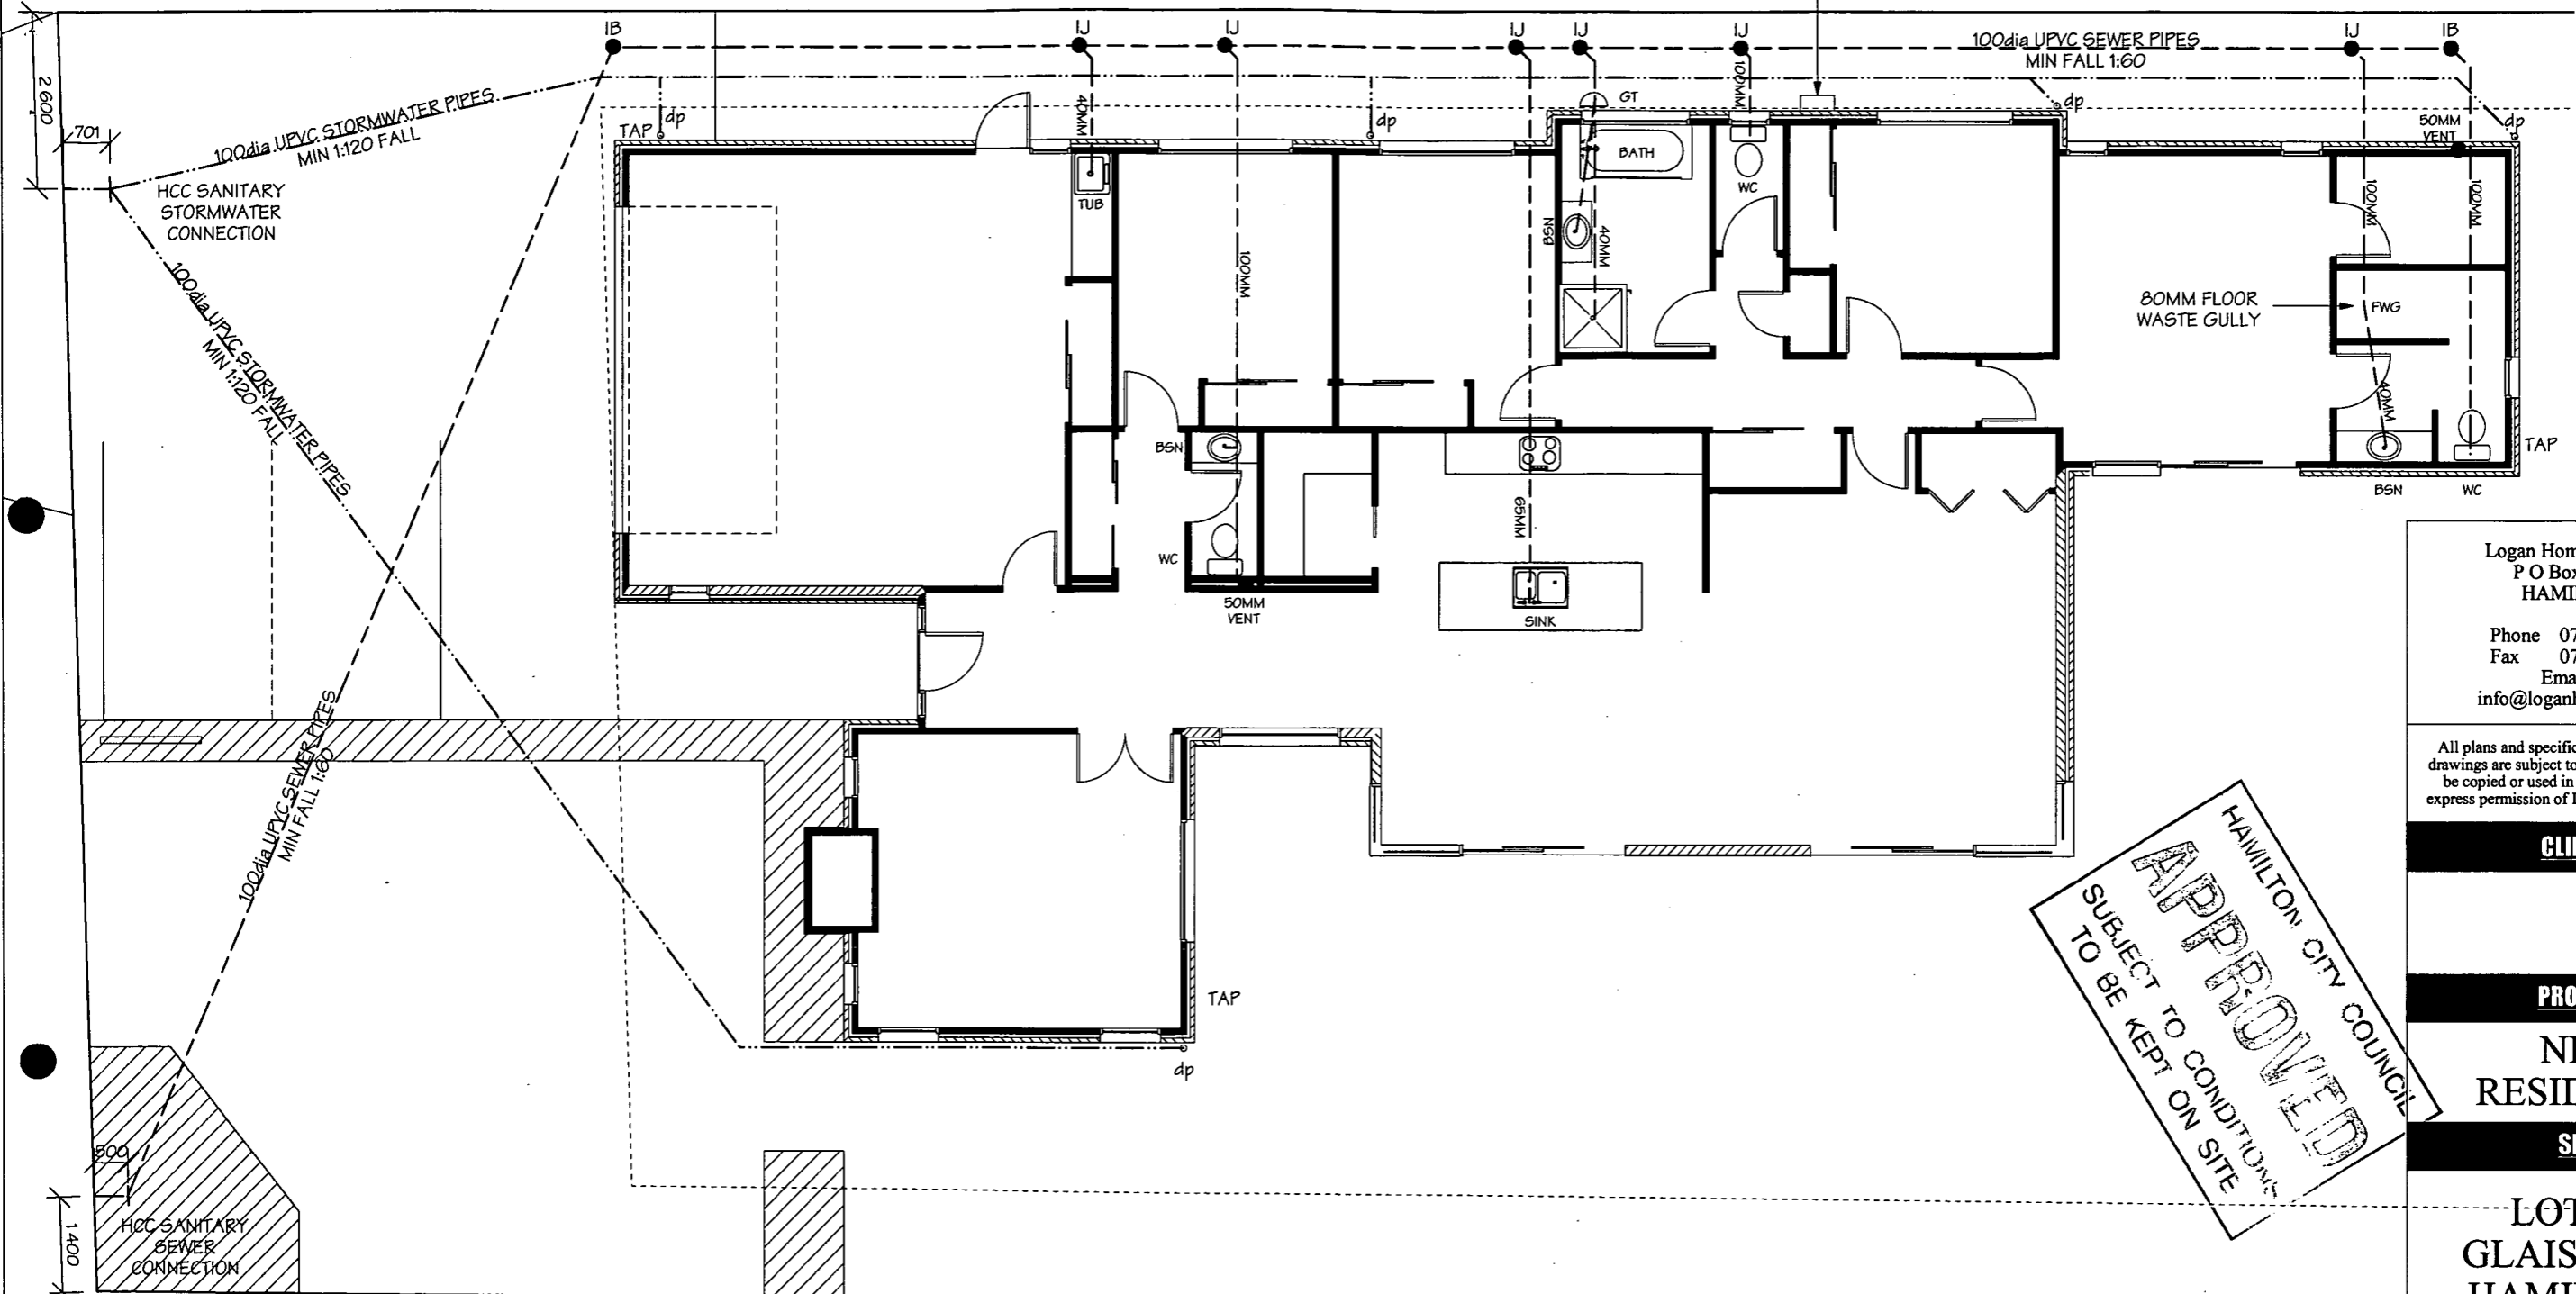 IB
IJ
IJ
IJ
IJ
IJ
IJ
IB
100dia UPVC SEWER PIPES
MIN FALL 1:60
2600
701
100dia UPVC STORMWATER PIPES
MIN 1:120 FALL
HCC SANITARY
STORMWATER
CONNECTION
100dia UPVC STORMWATER PIPES
MIN 1:120 FALL
TAP
dp
40MM
dp
GT
100MM
dp
50MM
VENT
dp
TUB
BATH
WC
BSN
40MM
100MM
100MM
100MM
80MM FLOOR
WASTE GULLY
FWG
40MM
TAP
BSN
WC
BSN
WC
65MM
50MM
VENT
SINK
100dia UPVC SEWER PIPES
MIN FALL 1:60
TAP
dp
500
1400
HCC SANITARY
SEWER
CONNECTION
HAMILTON CITY COUNCIL
APPROVED
SUBJECT TO CONDITIONS
TO BE KEPT ON SITE
Logan Hom
P O Box
HAMI
Phone 07
Fax 07
Ema
info@logan
All plans and specific
drawings are subject to
be copied or used in
express permission of
CLI
PRO
RESID
LOT
GLAIS
HAMI